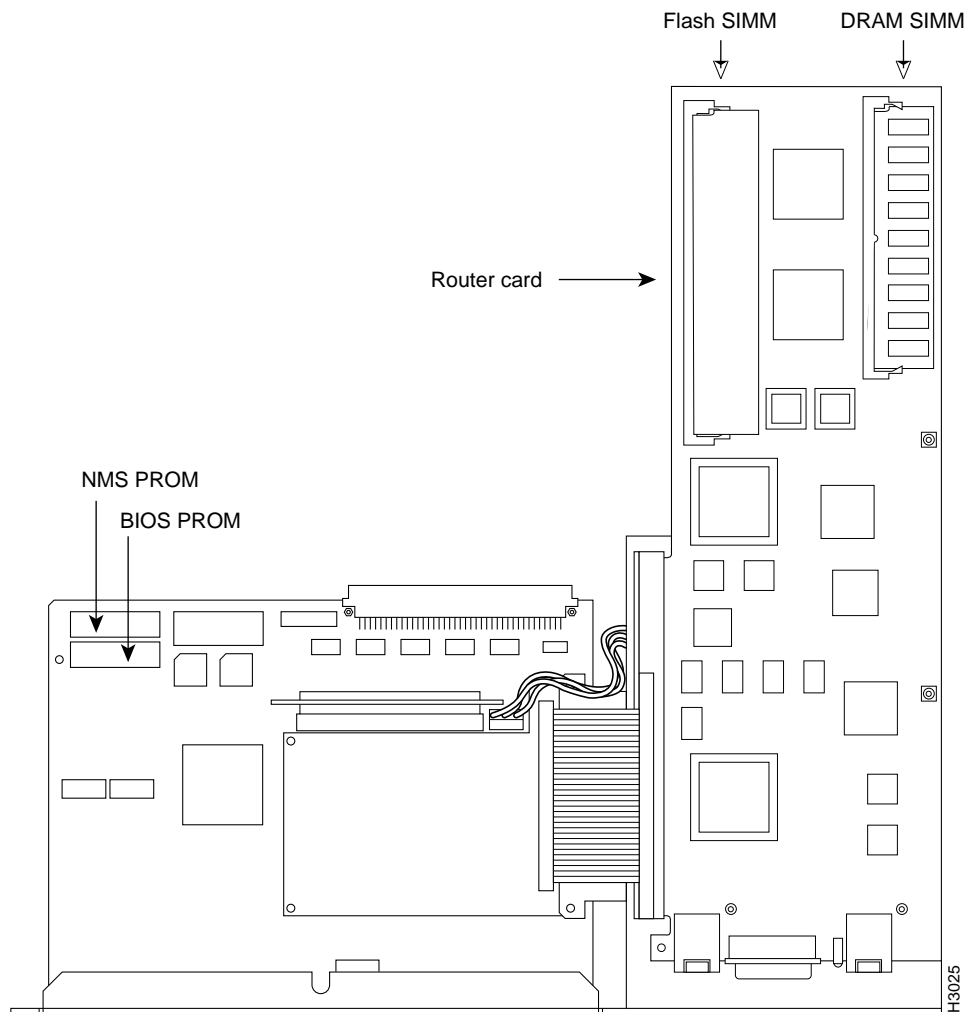 Flash SIMM
DRAM SIMM
Router card
NMS PROM
BIOS PROM
H3025